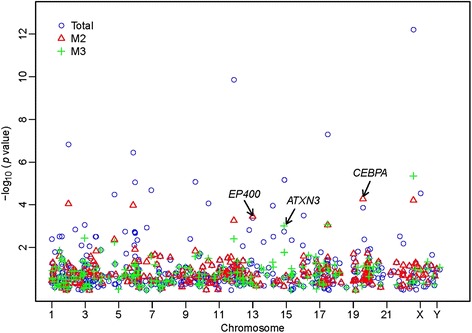 Total
M2
M3
12
10
8
6
4
2
−log10 (p value)
EP400
ATXN3
CEBPA
1 3 5 7 9 11 13 15 17 19 21 X Y
Chromosome